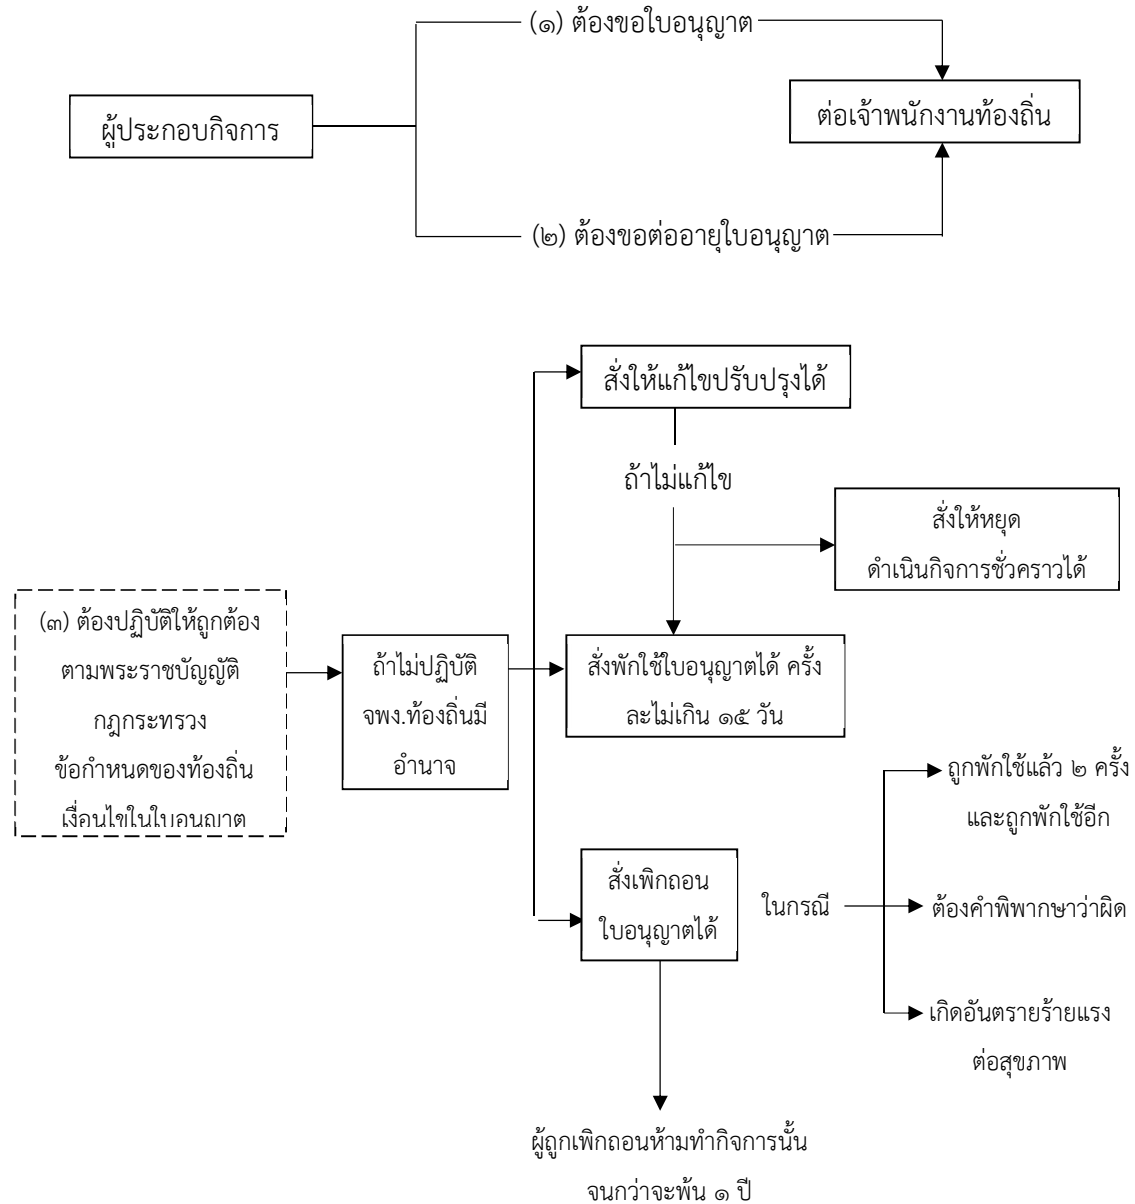 (๑) ต้องขอใบอนุญาต
ผู้ประกอบกิจการ
ต่อเจ้าพนักงานท้องถิ่น
(๒) ต้องขอต่ออายุใบอนุญาต
สั่งให้แก้ไขปรับปรุงได้
ถ้าไม่แก้ไข
สั่งให้หยุด
ดำเนินกิจการชั่วคราวได้
(๓) ต้องปฏิบัติให้ถูกต้อง
ตามพระราชบัญญัติ
กฎกระทรวง
ข้อกำหนดของท้องถิ่น
เงื่อนไขในใบอนุญาต
ถ้าไม่ปฏิบัติ
จพง.ท้องถิ่นมี
อำนาจ
สั่งพักใช้ใบอนุญาตได้ ครั้ง
ละไม่เกิน ๑๕ วัน
สั่งเพิกถอน
ใบอนุญาตได้
ในกรณี
ถูกพักใช้แล้ว ๒ ครั้ง
และถูกพักใช้อีก
ต้องคำพิพากษาว่าผิด
เกิดอันตรายร้ายแรง
ต่อสุขภาพ
ผู้ถูกเพิกถอนห้ามทำกิจการนั้น
จนกว่าจะพ้น ๑ ปี